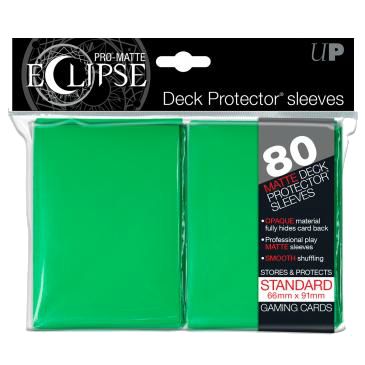 PRO-MATTE
ECLIPSE
UP
Deck Protector® sleeves
80
MATTE DECK
PROTECTOR
SLEEVES
•OPAQUE material
fully hides card back
•Professional play
MATTE sleeves
•SMOOTH shuffling
STORES & PROTECTS
STANDARD
66mm x 91mm
GAMING CARDS